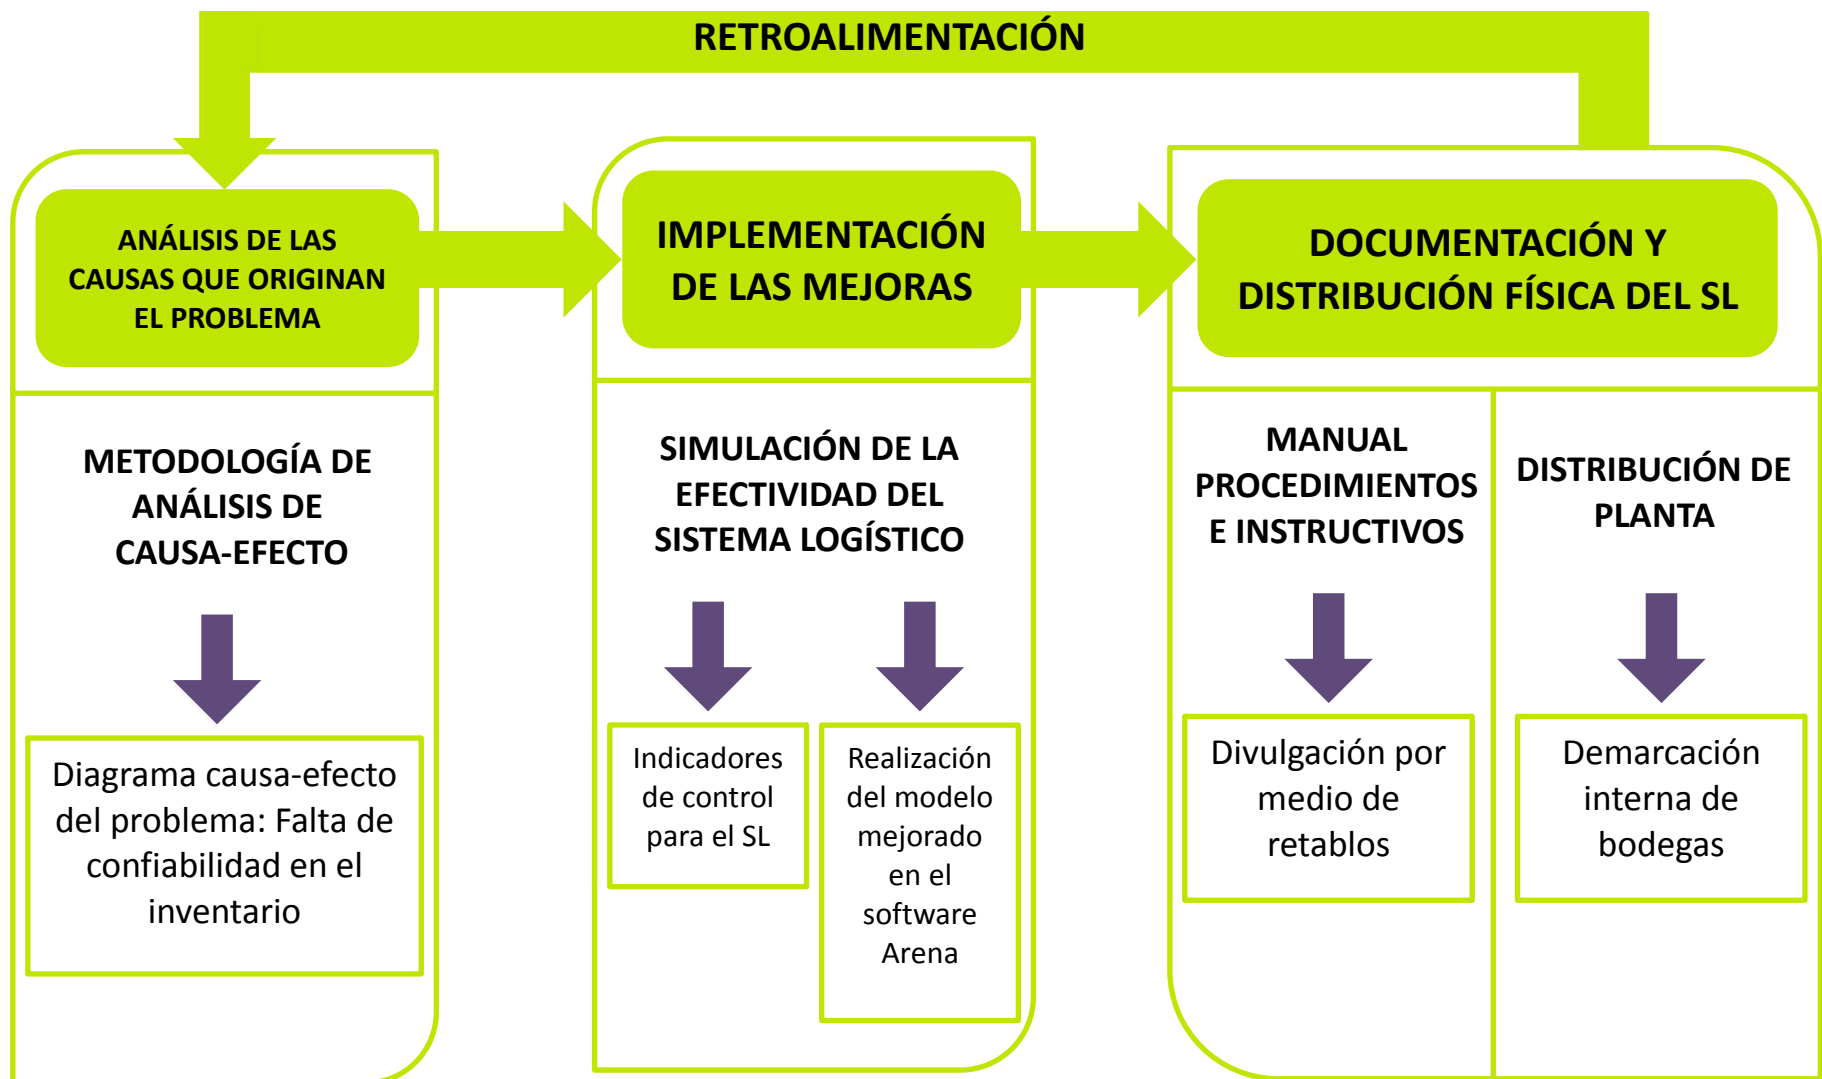 RETROALIMENTACIÓN
ANÁLISIS DE LAS
CAUSAS QUE ORIGINAN
EL PROBLEMA
METODOLOGÍA DE
ANÁLISIS DE
CAUSA-EFECTO
Diagrama causa-efecto
del problema: Falta de
confiabilidad en el
inventario
IMPLEMENTACIÓN
DE LAS MEJORAS
SIMULACIÓN DE LA
EFECTIVIDAD DEL
SISTEMA LOGÍSTICO
Indicadores
de control
para el SL
Realización
del modelo
mejorado
en el
software
Arena
DOCUMENTACIÓN Y
DISTRIBUCIÓN FÍSICA DEL SL
MANUAL
PROCEDIMIENTOS
E INSTRUCTIVOS
Divulgación por
medio de
retablos
DISTRIBUCIÓN DE
PLANTA
Demarcación
interna de
bodegas